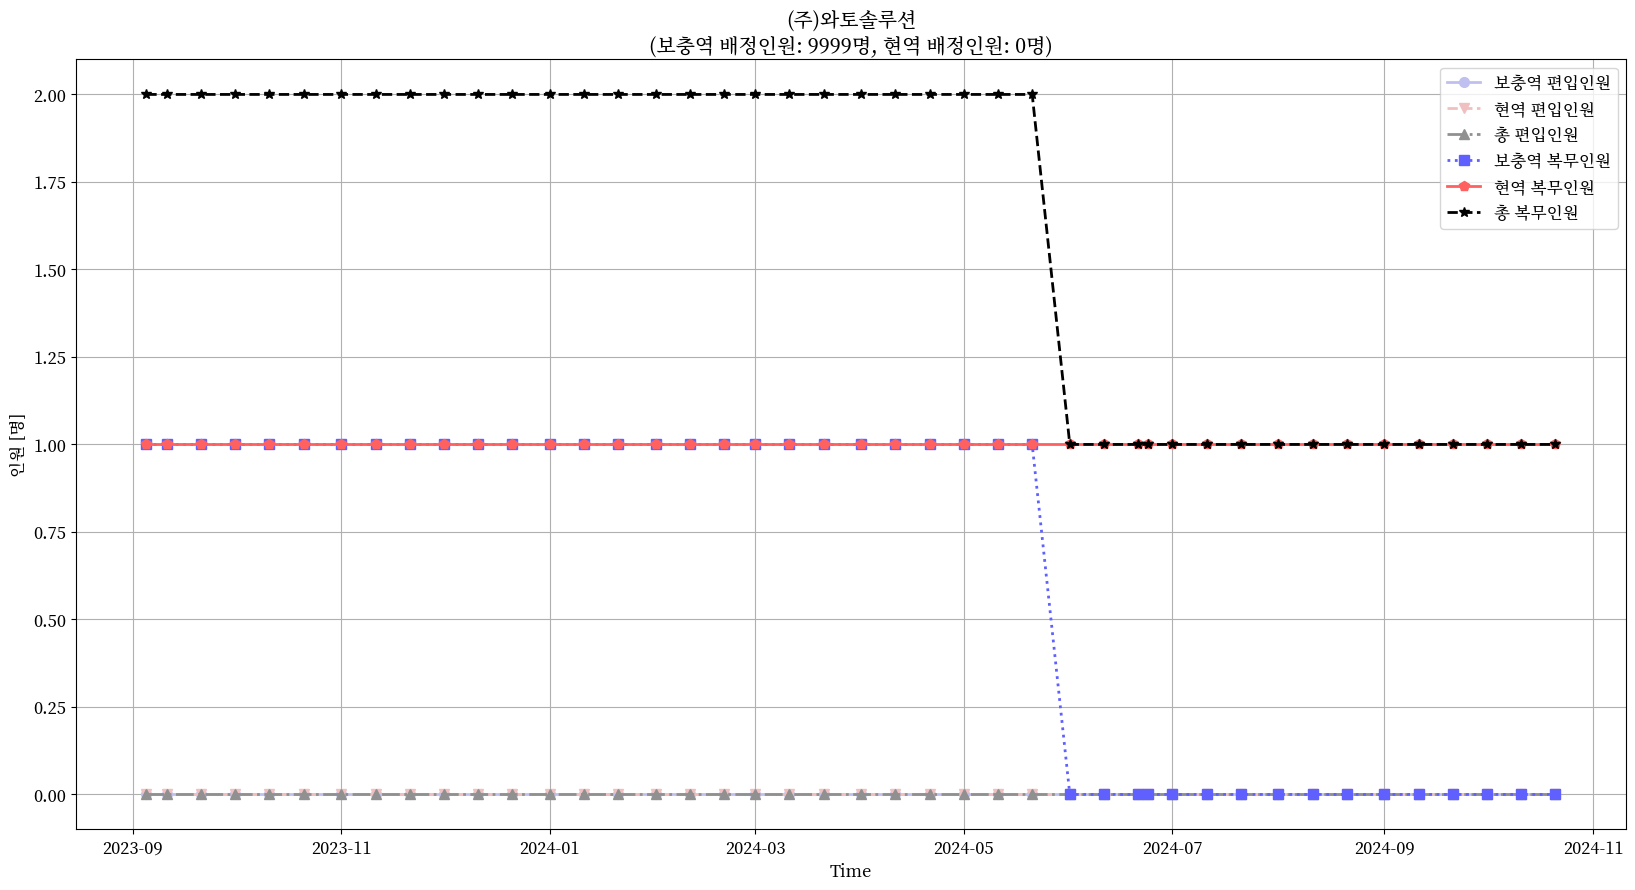 (주)와토솔루션
(보충역 배정인원: 9999명, 현역 배정인원: 0명)
보충역 편입인원
현역 편입인원
총 편입인원
보충역 복무인원
현역 복무인원
총 복무인원
2.00
1.75
1.50
1.25
1.00
0.75
0.50
0.25
0.00
인원 [명]
2023-09
2023-11
2024-01
2024-03
2024-05
2024-07
2024-09
2024-11
Time